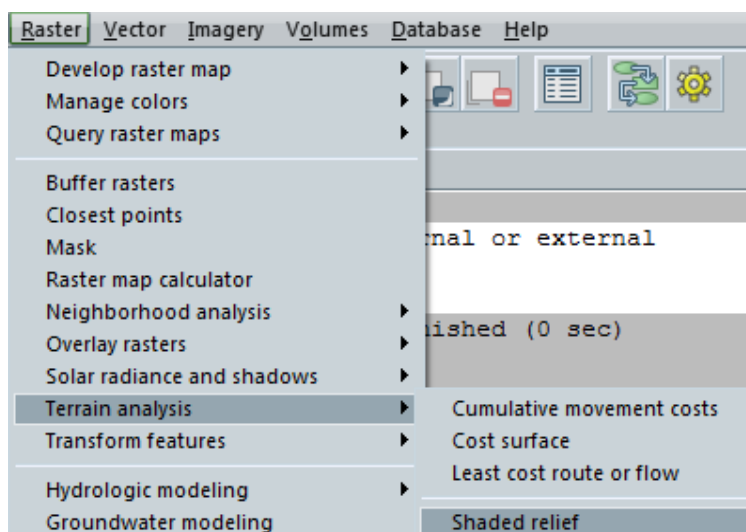 Raster Vector Imagery Volumes Database Help
Develop raster map
Manage colors
Query raster maps
Buffer rasters
Closest points
Mask
rnal or external
Raster map calculator
Neighborhood analysis
ished (0 sec)
Overlay rasters
Solar radiance and shadows
Terrain analysis
Cumulative movement costs
Transform features
Cost surface
Least cost route or flow
Hydrologic modeling
Groundwater modeling
Shaded relief